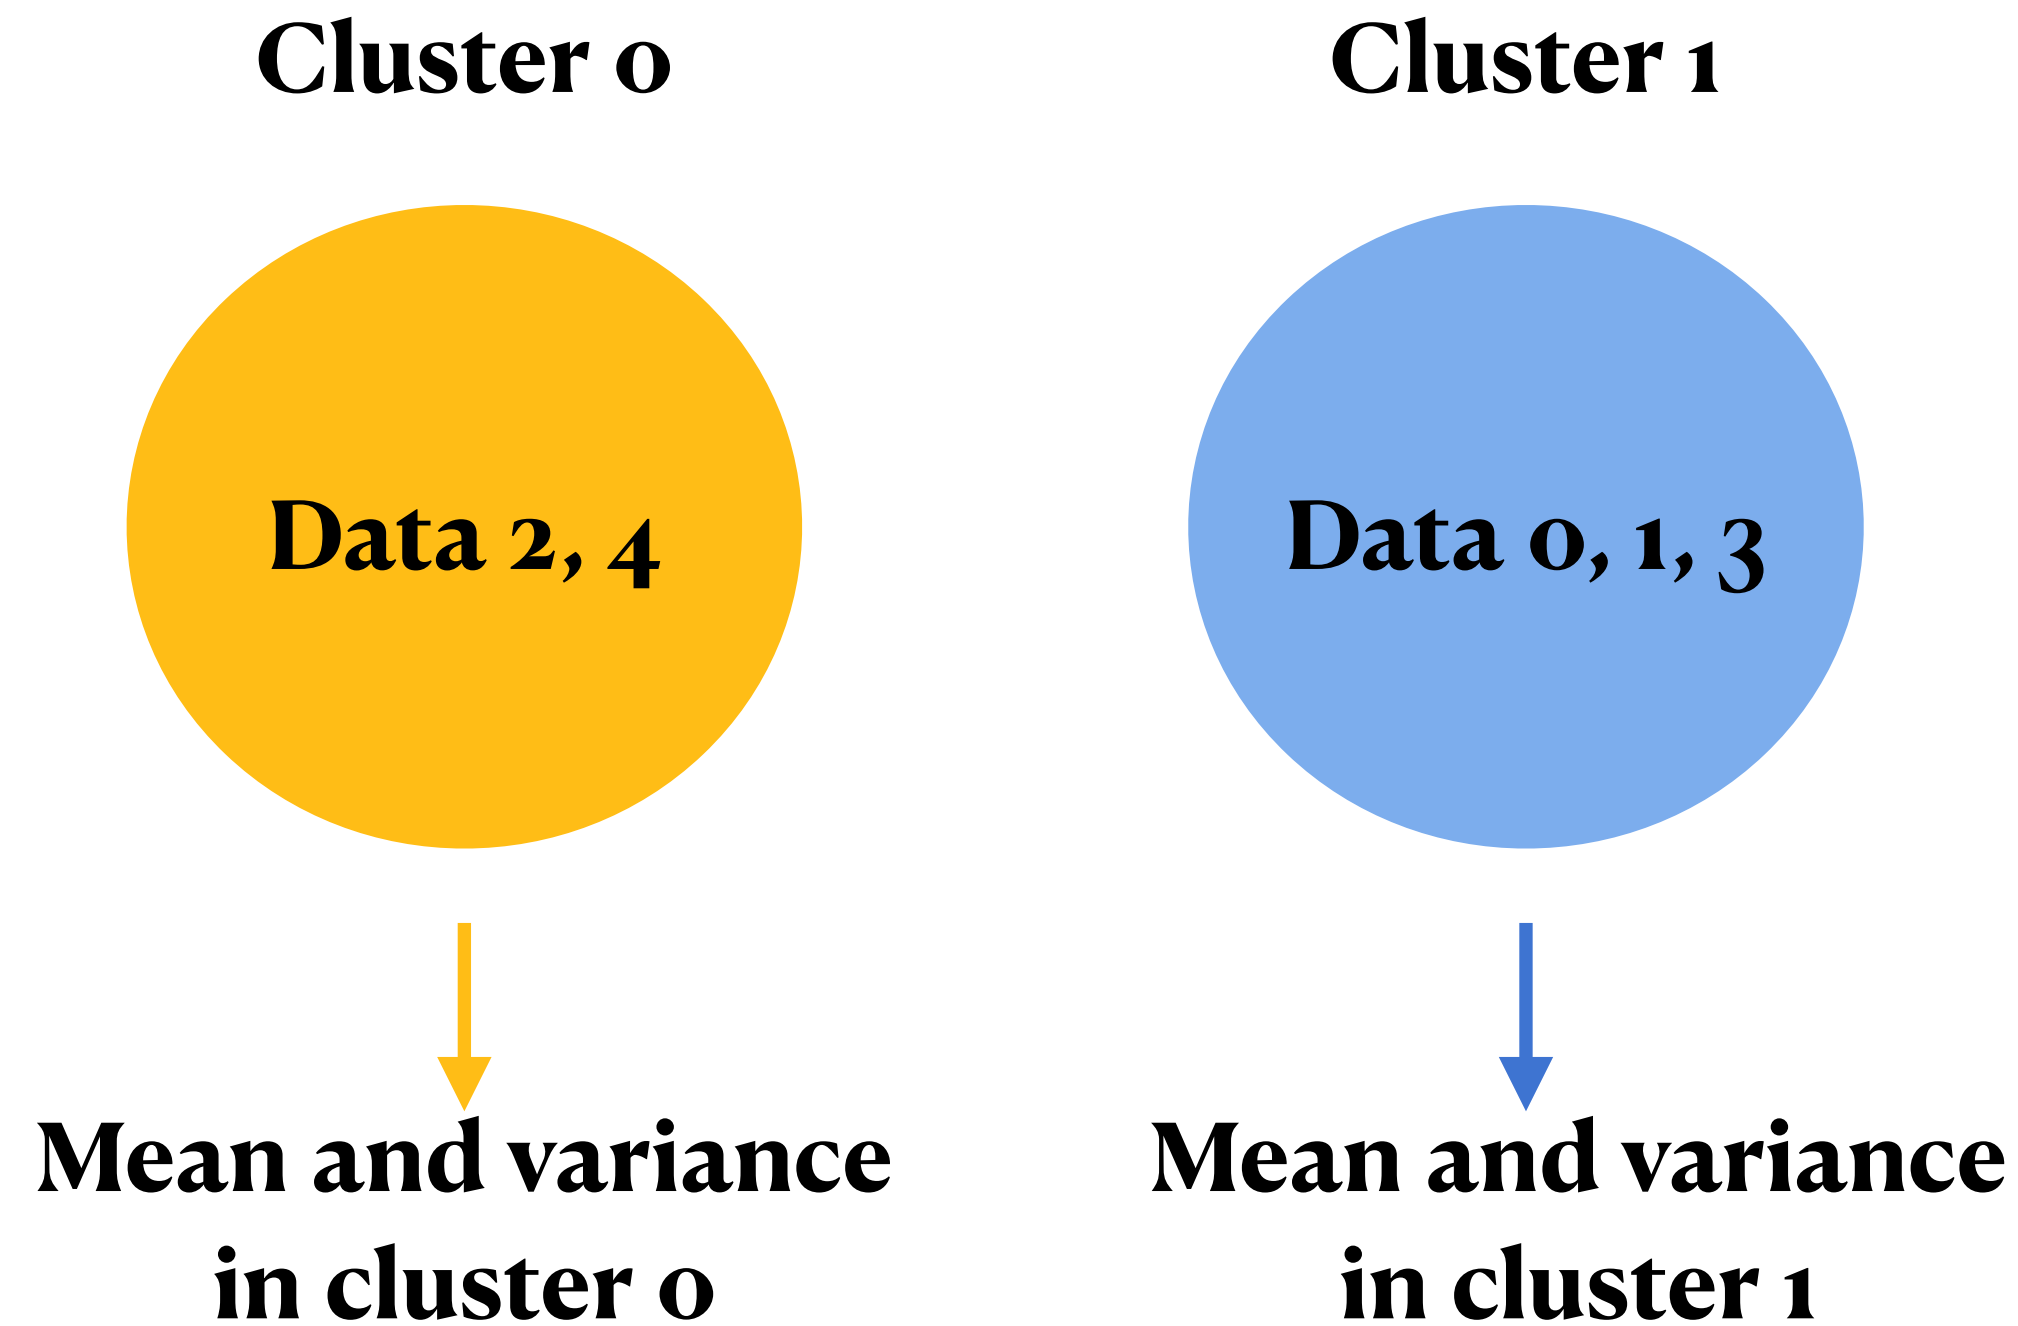 Cluster 0
Data 2, 4
Mean and variance
in cluster 0
Cluster 1
Data 0, 1, 3
Mean and variance
in cluster 1